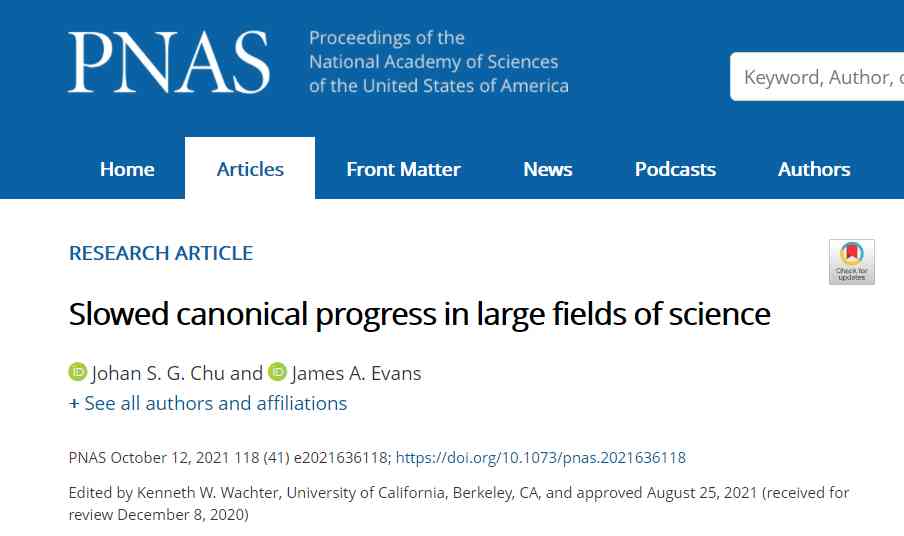 PNAS
Proceedings of the
National Academy of Sciences
of the United States of America
Keyword, Author,
Home
Articles
Front Matter
News
Podcasts
Authors
RESEARCH ARTICLE
Check for
updates
Slowed canonical progress in large fields of science
iD Johan S. G. Chu and iD James A. Evans
+ See all authors and affiliations
PNAS October 12, 2021 118 (41) e2021636118; https://doi.org/10.1073/pnas.2021636118
Edited by Kenneth W. Wachter, University of California, Berkeley, CA, and approved August 25, 2021 (received for
review December 8, 2020)